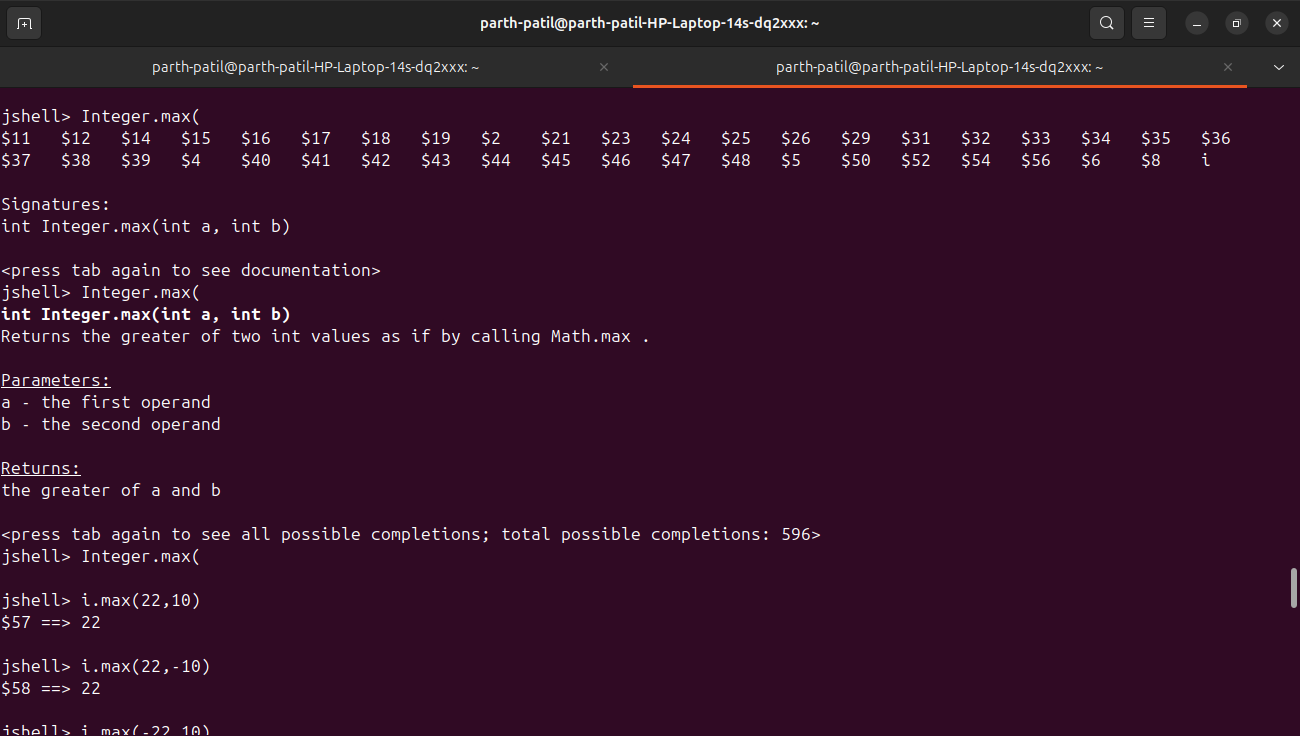 parth-patil@parth-patil-HP-Laptop-14s-dq2xxx: ~
parth-patil@parth-patil-HP-Laptop-14s-dq2xxx: ~
parth-patil@parth-patil-HP-Laptop-14s-dq2xxx: ~
jshell> Integer.max(
$11 $12 $14 $15 $16 $17 $18 $19 $2 $21 $23 $24 $25 $26 $29 $31 $32 $33 $34 $35 $36
$37 $38 $39 $4 $40 $41 $42 $43 $44 $45 $46 $47 $48 $5 $50 $52 $54 $56 $6 $8 i
Signatures:
int Integer.max(int a, int b)
<press tab again to see documentation>
jshell> Integer.max(
int Integer.max(int a, int b)
Returns the greater of two int values as if by calling Math.max .
Parameters:
a - the first operand
b - the second operand
Returns:
the greater of a and b
<press tab again to see all possible completions; total possible completions: 596>
jshell> Integer.max(
jshell> i.max(22,10)
$57 ==> 22
jshell> i.max(22,-10)
$58 ==> 22
jshell> i.max(-22,10)